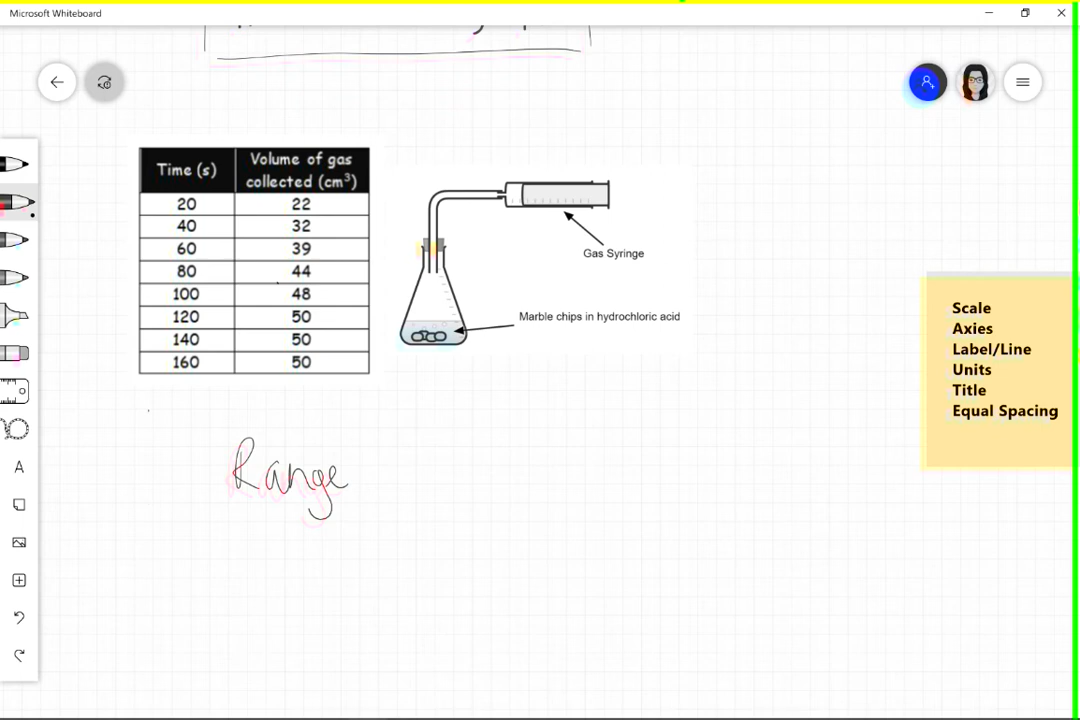 Microsoft Whiteboard
Time (s) Volume of gas collected (cm³)
20 22
40 32
60 39
80 44
100 48
120 50
140 50
160 50
Gas Syringe
Marble chips in hydrochloric acid
Scale
Axies
Label/Line
Units
Title
Equal Spacing
Range
A